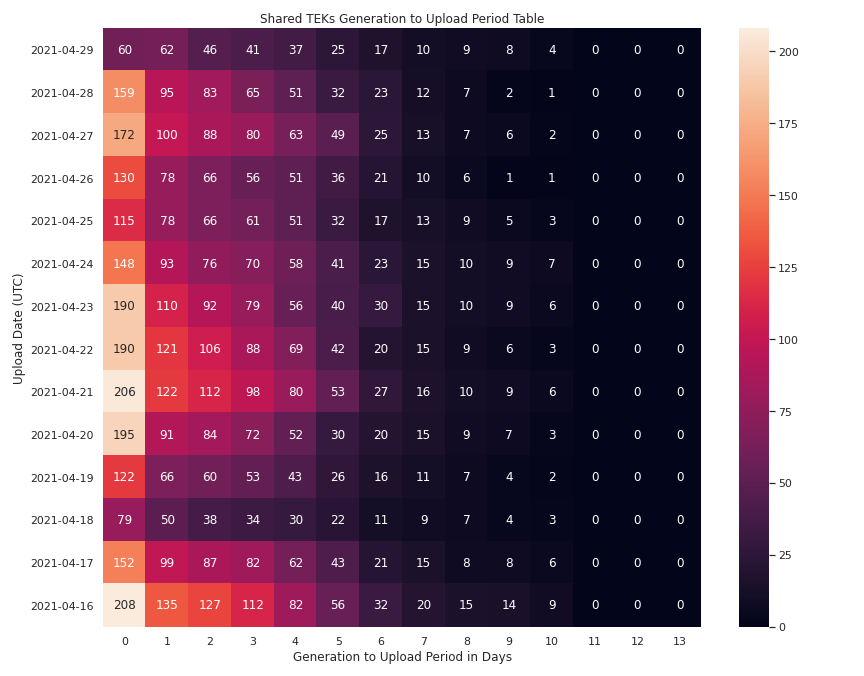 Shared TEKs Generation to Upload Period Table
Upload Date (UTC)
2021-04-29 60 62 46 41 37 25 17 10 9 8 4 0 0 0
2021-04-28 159 95 83 65 51 32 23 12 7 2 1 0 0 0
2021-04-27 172 100 88 80 63 49 25 13 7 6 2 0 0 0
2021-04-26 130 78 66 56 51 36 21 10 6 1 1 0 0 0
2021-04-25 115 78 66 61 51 32 17 13 9 5 3 0 0 0
2021-04-24 148 93 76 70 58 41 23 15 10 9 7 0 0 0
2021-04-23 190 110 92 79 56 40 30 15 10 9 6 0 0 0
2021-04-22 190 121 106 88 69 42 20 15 9 6 3 0 0 0
2021-04-21 206 122 112 98 80 53 27 16 10 9 6 0 0 0
2021-04-20 195 91 84 72 52 30 20 15 9 7 3 0 0 0
2021-04-19 122 66 60 53 43 26 16 11 7 4 2 0 0 0
2021-04-18 79 50 38 34 30 22 11 9 7 4 3 0 0 0
2021-04-17 152 99 87 82 62 43 21 15 8 8 6 0 0 0
2021-04-16 208 135 127 112 82 56 32 20 15 14 9 0 0 0
0 1 2 3 4 5 6 7 8 9 10 11 12 13
Generation to Upload Period in Days
200
175
150
125
100
75
50
25
0